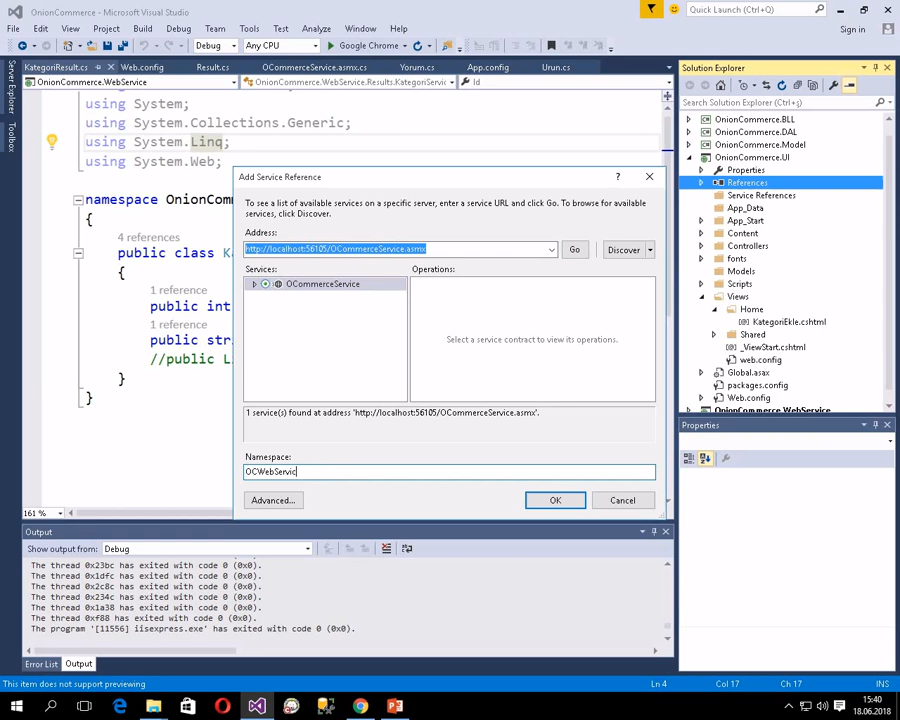 OnionCommerce - Microsoft Visual Studio
Quick Launch (Ctrl+Q)
File Edit View Project Build Debug Team Tools Test Analyze Window Help
Sign in
Debug Any CPU Google Chrome
KategoriResult.cs Web.config Result.cs OCommerceService.asmx.cs App.config Urun.cs
OnionCommerce.WebService OnionCommerce.WebService.Results.KategoriServic Id
Server Explorer
Toolbox
using System;
using System.Collections.Generic;
using System.Linq;
using System.Web;
namespace OnionComm
{
4 references
public class K
{
1 reference
public int
1 reference
public str
//public L
}
}
161 %
Add Service Reference
To see a list of available services on a specific server, enter a service URL and click Go. To browse for available
services, click Discover.
Address:
http://localhost:56105/OCommerceService.asmx
Go
Discover
Services:
Operations:
OCommerceService
Select a service contract to view its operations.
1 service(s) found at address 'http://localhost:56105/OCommerceService.asmx'.
Namespace:
OCWebServic
Advanced...
OK
Cancel
Solution Explorer
Search Solution Explorer (Ctrl+ş)
OnionCommerce.BLL
OnionCommerce.DAL
OnionCommerce.Model
OnionCommerce.UI
Properties
References
Service References
App_Data
App_Start
Content
Controllers
fonts
Models
Scripts
Views
Home
KategoriEkle.cshtml
Shared
_ViewStart.cshtml
web.config
Global.asax
packages.config
Web.config
OnionCommerce.WebService
Properties
Output
Show output from: Debug
The thread 0x23bc has exited with code 0 (0x0).
The thread 0x1dfc has exited with code 0 (0x0).
The thread 0x2c8c has exited with code 0 (0x0).
The thread 0x234c has exited with code 0 (0x0).
The thread 0x1a38 has exited with code 0 (0x0).
The thread 0xf88 has exited with code 0 (0x0).
The program '[11556] iisexpress.exe' has exited with code 0 (0x0).
Error List Output
This item does not support previewing
Ln 4 Col 17 Ch 17 INS
15:40
18.06.2018